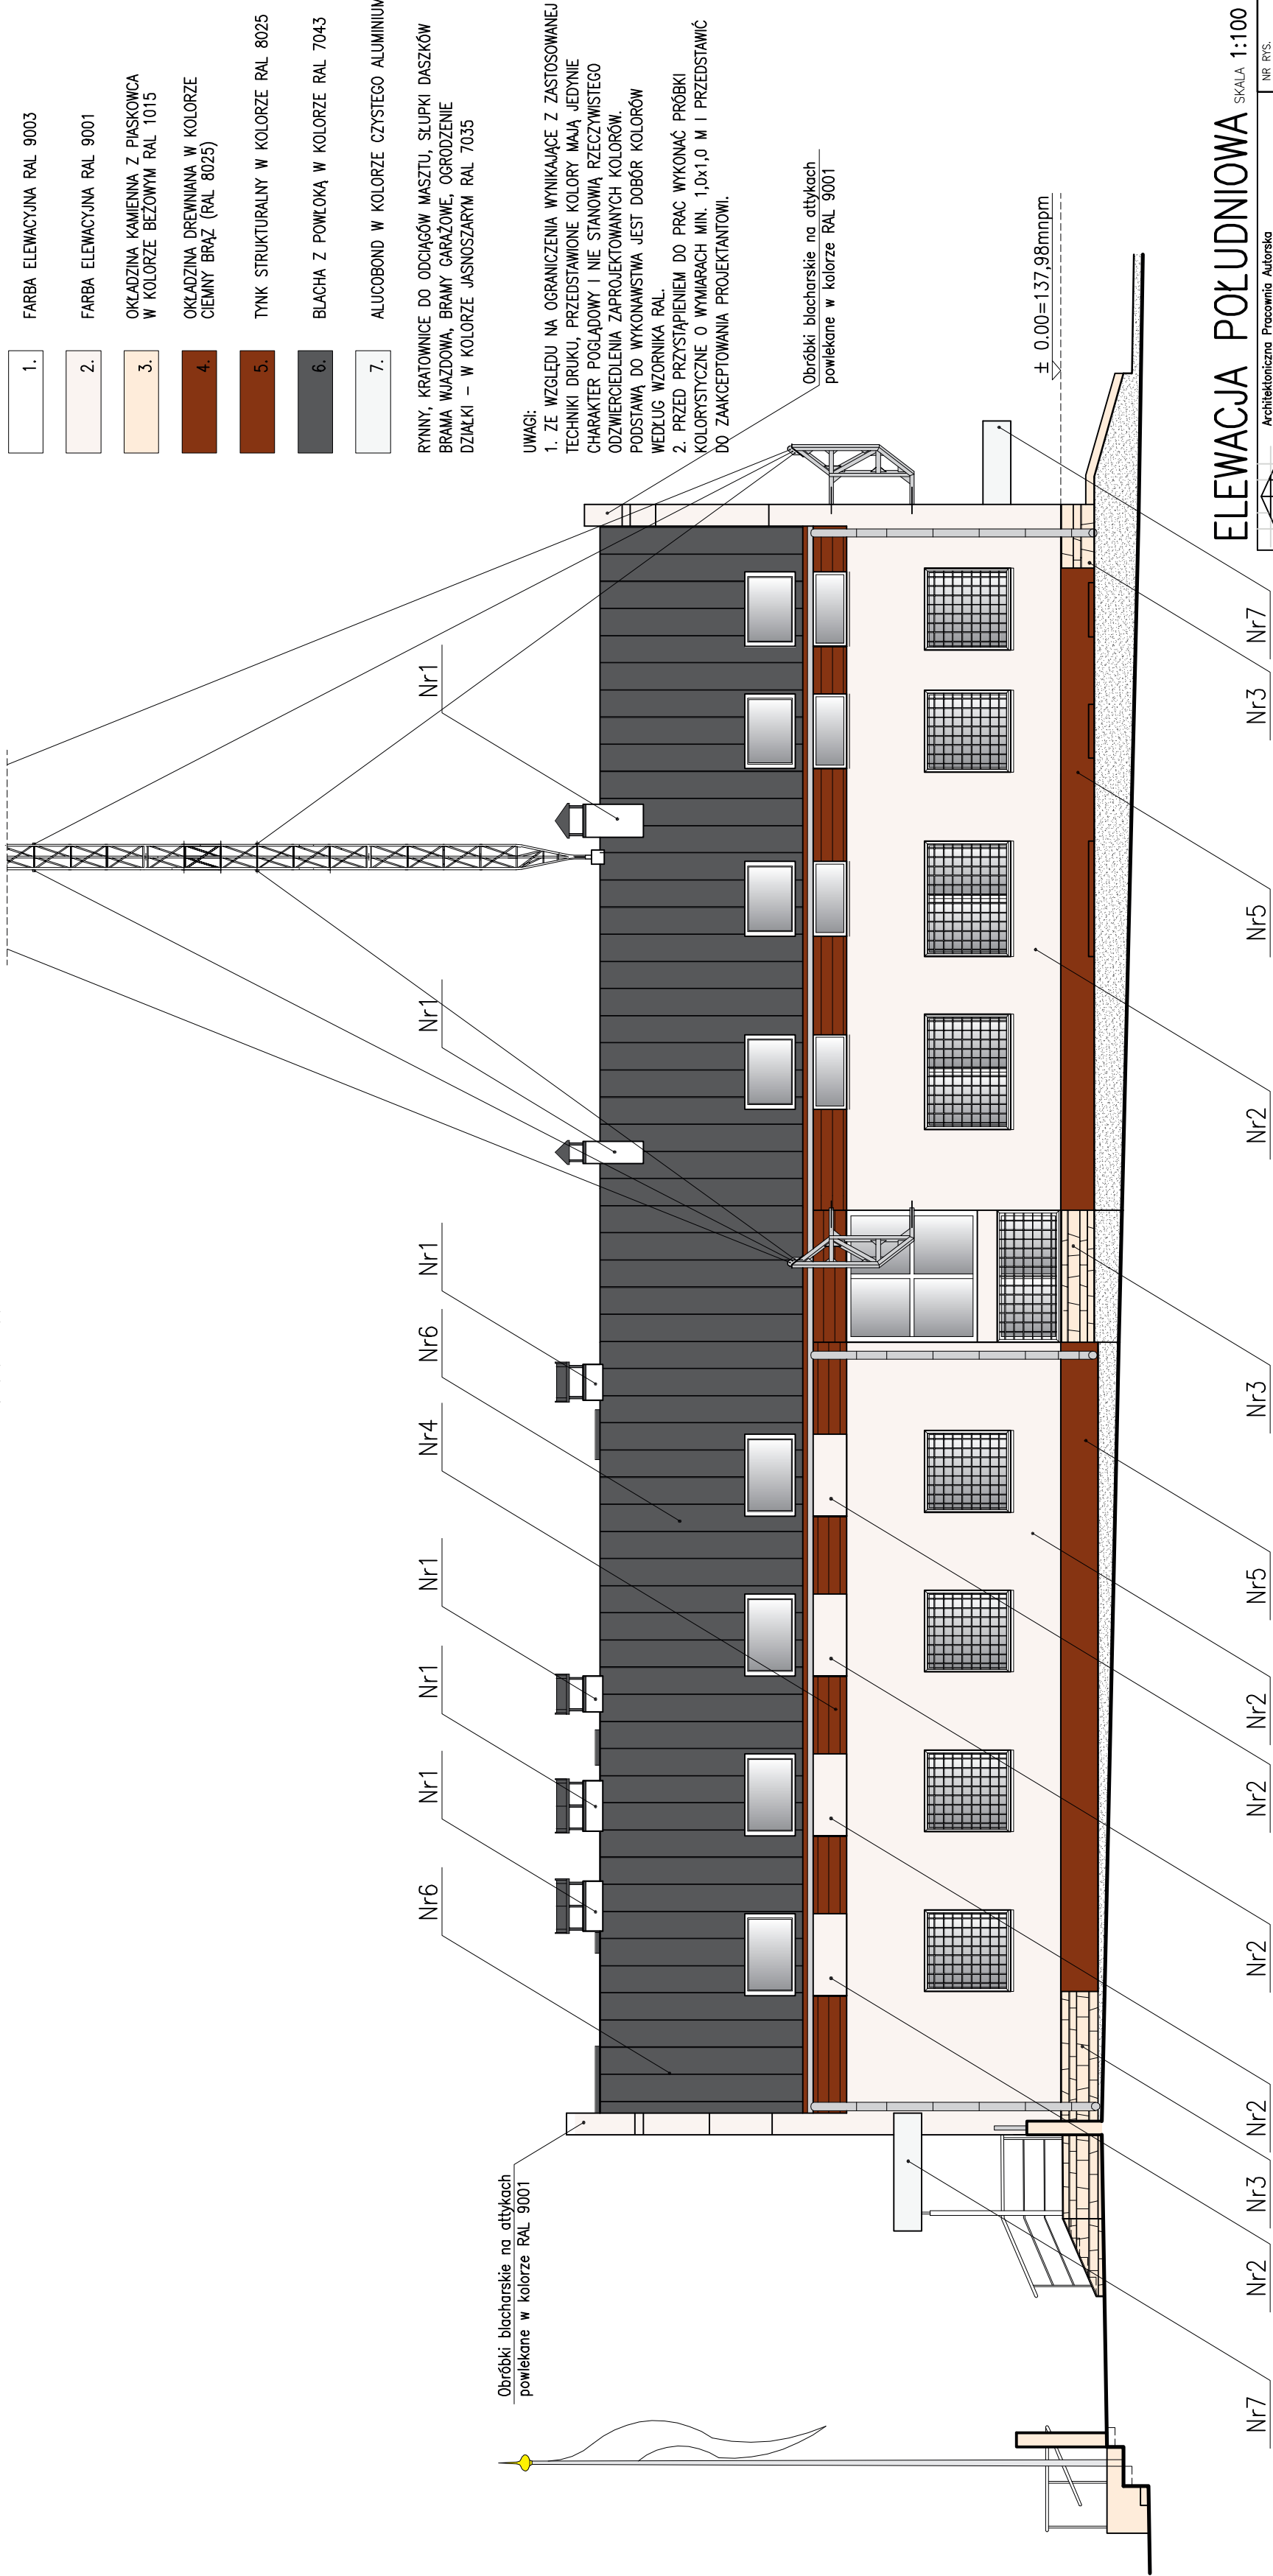 1.
FARBA ELEWACYJNA RAL 9003
2.
FARBA ELEWACYJNA RAL 9001
3.
OKŁADZINA KAMIENNA Z PIASKOWCA
W KOLORZE BEŻOWYM RAL 1015
4.
OKŁADZINA DREWNIANA W KOLORZE
CIEMNY BRĄZ (RAL 8025)
5.
TYNK STRUKTURALNY W KOLORZE RAL 8025
6.
BLACHA Z POWŁOKĄ W KOLORZE RAL 7043
7.
ALUCOBOND W KOLORZE CZYSTEGO ALUMINIUM
RYNNY, KRATOWNICE DO ODCIĄGÓW MASZTU, SŁUPKI DASZKÓW
BRAMA WJAZDOWA, BRAMY GARAŻOWE, OGRODZENIE
DZIAŁKI – W KOLORZE JASNOSZARYM RAL 7035
UWAGI:
1. ZE WZGLĘDU NA OGRANICZENIA WYNIKAJĄCE Z ZASTOSOWANEJ
TECHNIKI DRUKU, PRZEDSTAWIONE KOLORY MAJĄ JEDYNIE
CHARAKTER POGLĄDOWY I NIE STANOWIĄ RZECZYWISTEGO
ODZWIERCIEDLENIA ZAPROJEKTOWANYCH KOLORÓW.
PODSTAWĄ DO WYKONAWSTWA JEST DOBÓR KOLORÓW
WEDŁUG WZORNIKA RAL.
2. PRZED PRZYSTĄPIENIEM DO PRAC WYKONAĆ PRÓBKI
KOLORYSTYCZNE O WYMIARACH MIN. 1,0x1,0 M I PRZEDSTAWIĆ
DO ZAAKCEPTOWANIA PROJEKTANTOWI.
Nr6
Nr1
Nr1
Nr1
Nr4
Nr6
Nr1
Nr1
Nr1
Obróbki blacharskie na attykach
powlekane w kolorze RAL 9001
Obróbki blacharskie na attykach
powlekane w kolorze RAL 9001
± 0.00=137,98mnpm
Nr7
Nr2
Nr3
Nr2
Nr2
Nr2
Nr2
Nr5
Nr3
Nr2
Nr5
Nr3
Nr7
ELEWACJA POŁUDNIOWA SKALA 1:100
Architektoniczna Pracownia Autorska
NR RYS.